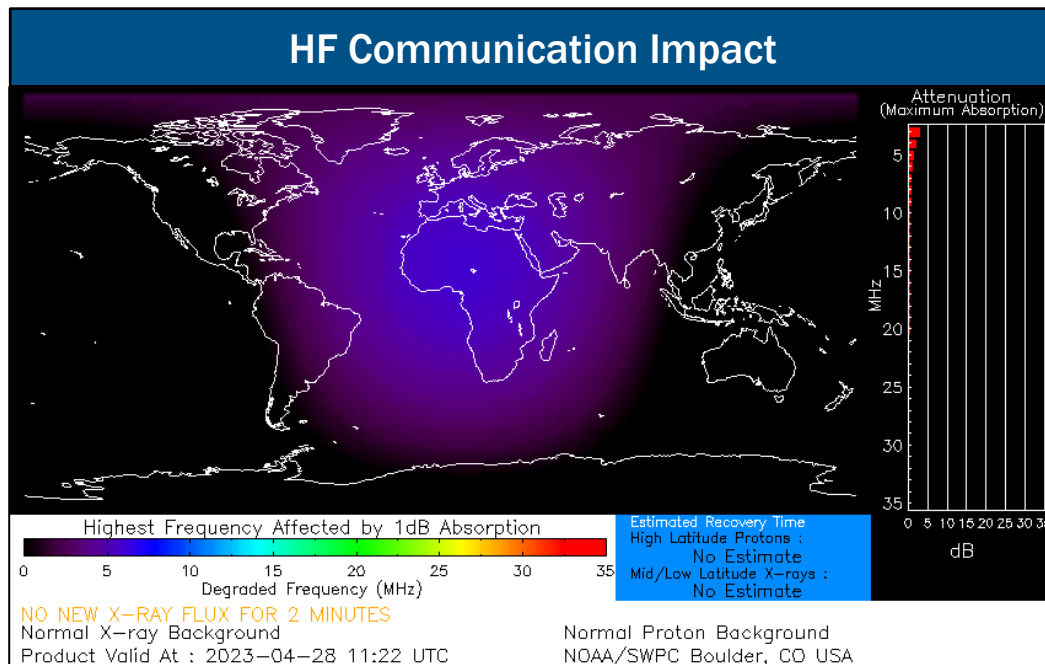 HF Communication Impact
Attenuation
(Maximum Absorption)
5
10
15
20
25
30
35
MHz
0 5 10 15 20 25 30 35
dB
Highest Frequency Affected by 1dB Absorption
0 5 10 15 20 25 30 35
Degraded Frequency (MHz)
Estimated Recovery Time
High Latitude Protons :
No Estimate
Mid/Low Latitude X-rays :
No Estimate
NO NEW X-RAY FLUX FOR 2 MINUTES
Normal X-ray Background
Normal Proton Background
Product Valid At : 2023-04-28 11:22 UTC
NOAA/SWPC Boulder, CO USA